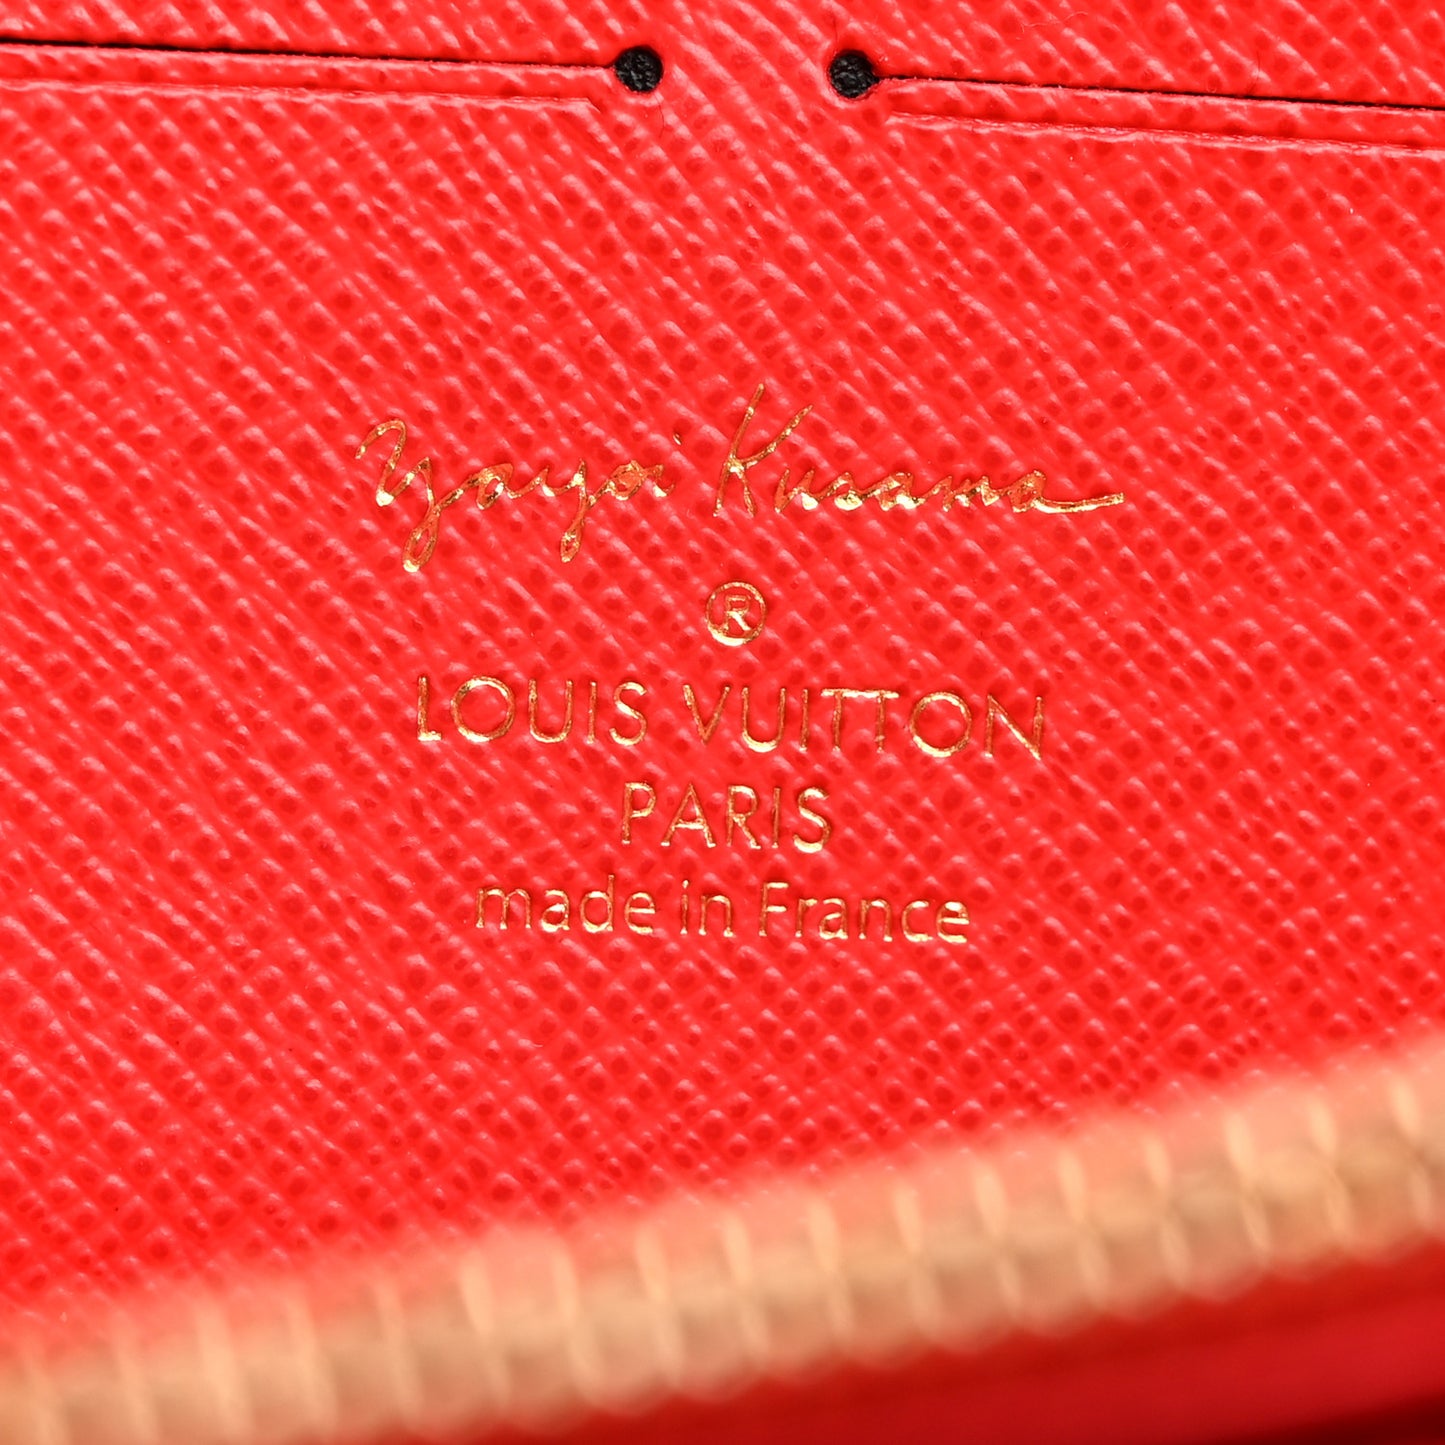 Yayoi Kusama
®
LOUIS VUITTON
PARIS
made in France